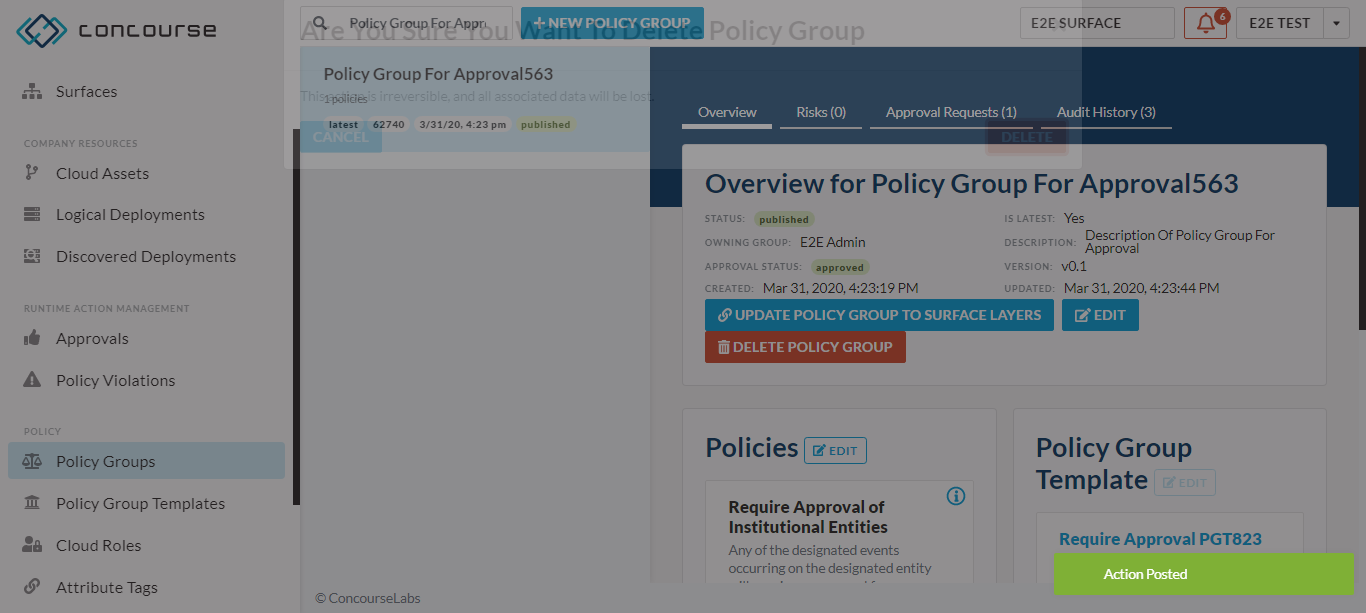 concourse
Surfaces
COMPANY RESOURCES
Cloud Assets
Logical Deployments
Discovered Deployments
RUNTIME ACTION MANAGEMENT
Approvals
Policy Violations
POLICY
Policy Groups
Policy Group Templates
Cloud Roles
Attribute Tags
Policy Group For Appr
+ NEW POLICY GROUP
E2E SURFACE
6
E2E TEST
Are You Sure You Want To Delete Policy Group
This action is irreversible, and all associated data will be lost.
CANCEL
DELETE
Policy Group For Approval563
1 policies
latest 62740 3/31/20, 4:23 pm published
Overview Risks (0) Approval Requests (1) Audit History (3)
Overview for Policy Group For Approval563
STATUS: published
IS LATEST: Yes
OWNING GROUP: E2E Admin
DESCRIPTION: Description Of Policy Group For
Approval
APPROVAL STATUS: approved
VERSION: v0.1
CREATED: Mar 31, 2020, 4:23:19 PM
UPDATED: Mar 31, 2020, 4:23:44 PM
UPDATE POLICY GROUP TO SURFACE LAYERS
EDIT
DELETE POLICY GROUP
Policies EDIT
Require Approval of
Institutional Entities
Any of the designated events
occurring on the designated entity
Policy Group
Template EDIT
Require Approval PGT823
Action Posted
© ConcourseLabs